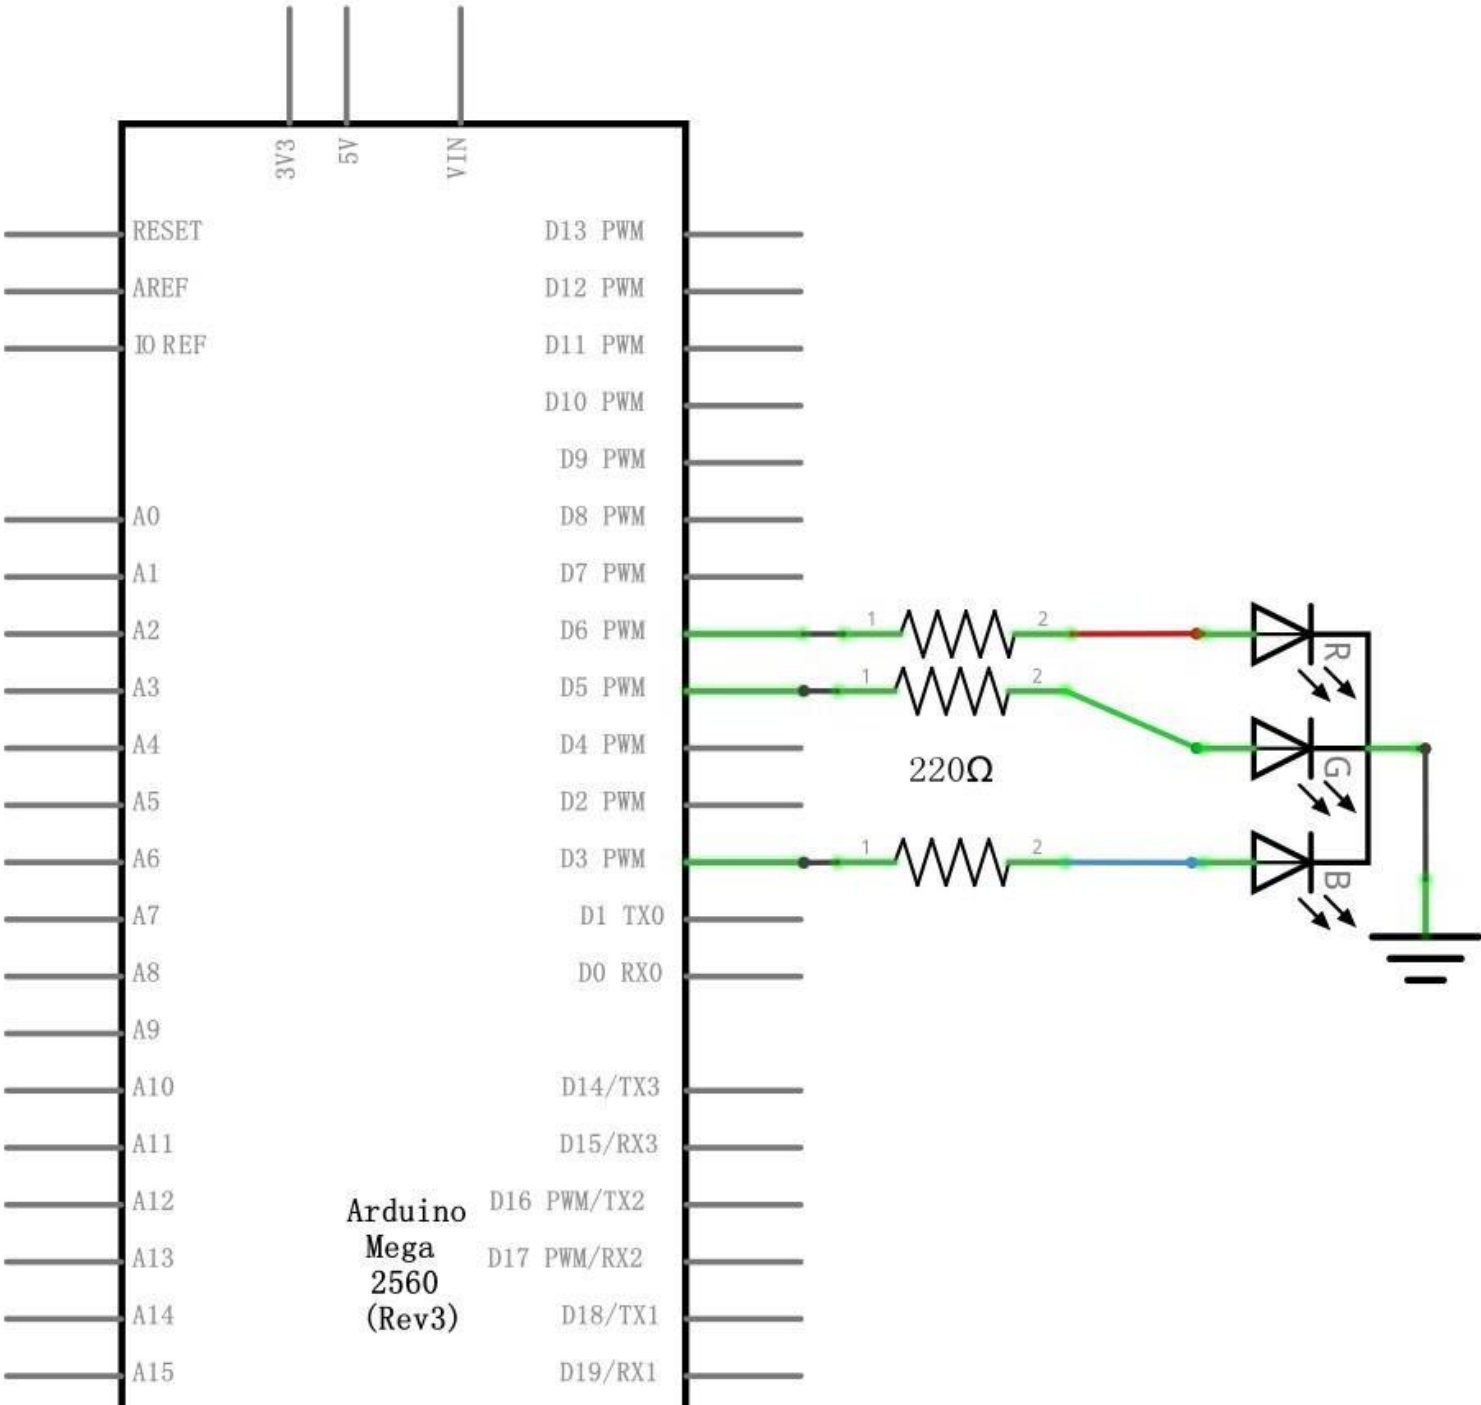 3V3 5V VIN
RESET D13 PWM
AREF D12 PWM
IO REF D11 PWM
D10 PWM
D9 PWM
A0 D8 PWM
A1 D7 PWM
A2 D6 PWM 1 2 R
A3 D5 PWM 1 2
A4 D4 PWM G
220Ω
A5 D2 PWM
A6 D3 PWM 1 2 B
A7 D1 TX0
A8 D0 RX0
A9
A10 D14/TX3
A11 D15/RX3
A12 D16 PWM/TX2
A13 D17 PWM/RX2
A14 D18/TX1
A15 D19/RX1
Arduino
Mega
2560
(Rev3)